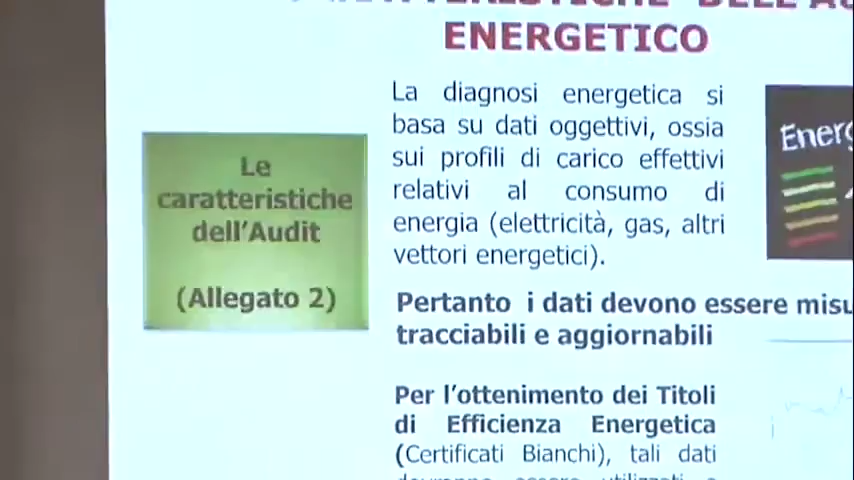 ENERGETICO
La diagnosi energetica si
basa su dati oggettivi, ossia
sui profili di carico effettivi
relativi al consumo di
energia (elettricità, gas, altri
vettori energetici).
Le
caratteristiche
dell'Audit
(Allegato 2)
Pertanto i dati devono essere
tracciabili e aggiornabili
Per l'ottenimento dei Titoli
di Efficienza Energetica
(Certificati Bianchi), tali dati